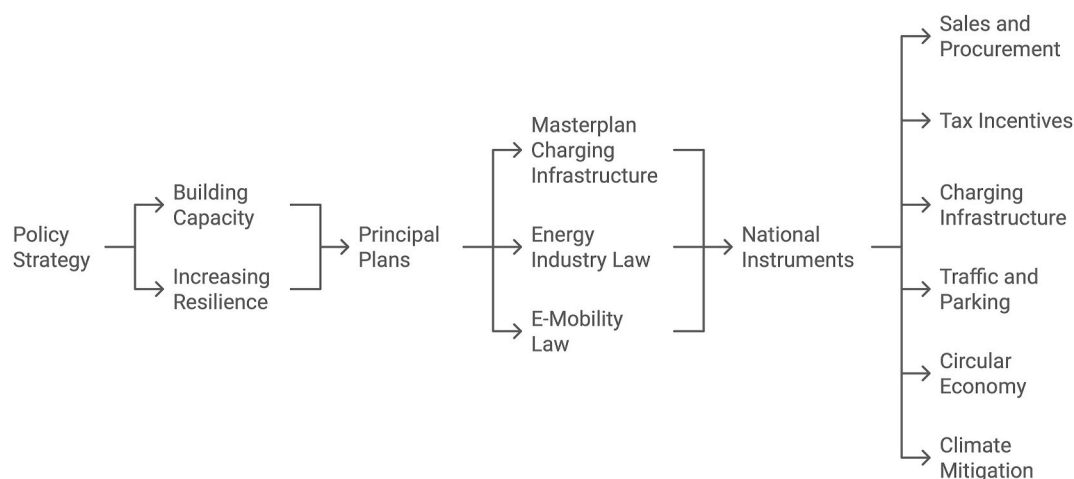 Policy
Strategy
Building
Capacity
Increasing
Resilience
Principal
Plans
Masterplan
Charging
Infrastructure
Energy
Industry Law
E-Mobility
Law
National
Instruments
Sales and
Procurement
Tax Incentives
Charging
Infrastructure
Traffic and
Parking
Circular
Economy
Climate
Mitigation